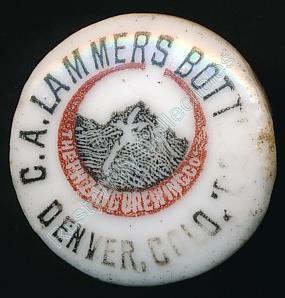 C.A. LAMMERS BOTT
THE
BREWING CO.
DENVER, COLO.